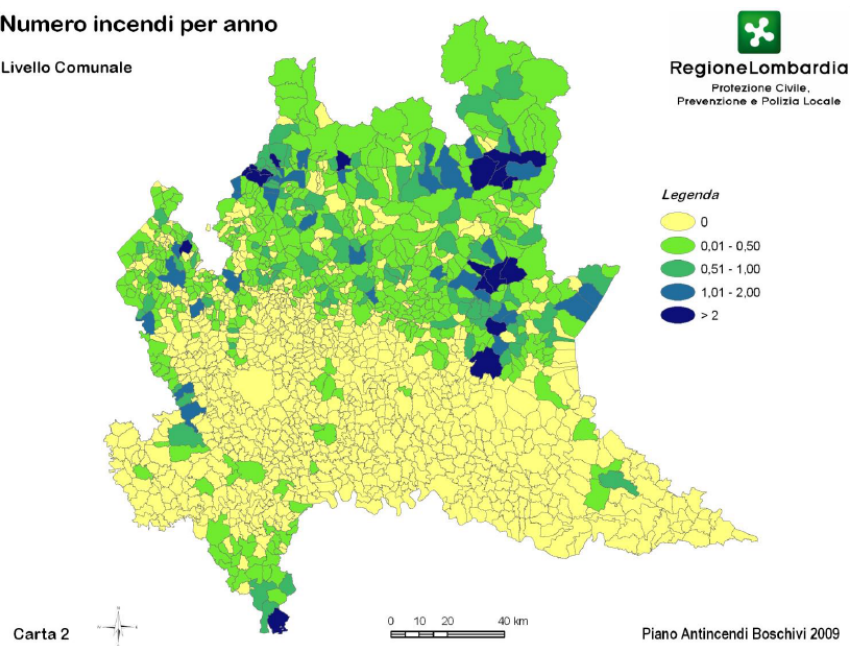 Numero incendi per anno
Livello Comunale
RegioneLombardia
Protezione Civile,
Prevenzione e Polizia Locale
Legenda
0
0,01 - 0,50
0,51 - 1,00
1,01 - 2,00
> 2
Carta 2
0 10 20 40 km
Piano Antincendi Boschivi 2009